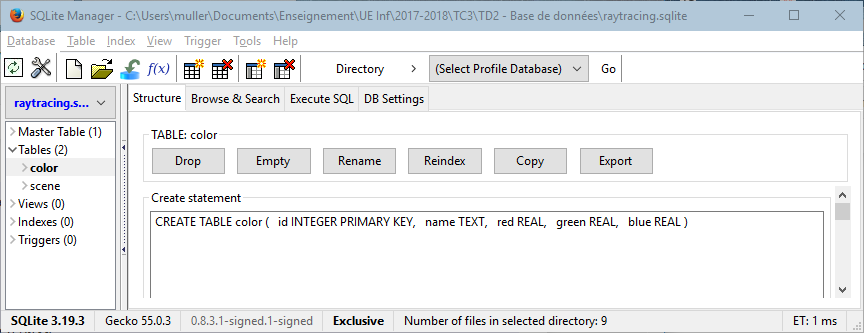 SQLite Manager - C:\Users\muller\Documents\Enseignement\UE Inf\2017-2018\TC3\TD2 - Base de données\raytracing.sqlite
Database Table Index View Trigger Tools Help
f(x) Directory > (Select Profile Database) Go
raytracing.s...
Master Table (1)
Tables (2)
color
scene
Views (0)
Indexes (0)
Triggers (0)
Structure Browse & Search Execute SQL DB Settings
TABLE: color
Drop Empty Rename Reindex Copy Export
Create statement
CREATE TABLE color ( id INTEGER PRIMARY KEY, name TEXT, red REAL, green REAL, blue REAL )
SQLite 3.19.3 Gecko 55.0.3 0.8.3.1-signed.1-signed Exclusive Number of files in selected directory: 9 ET: 1 ms